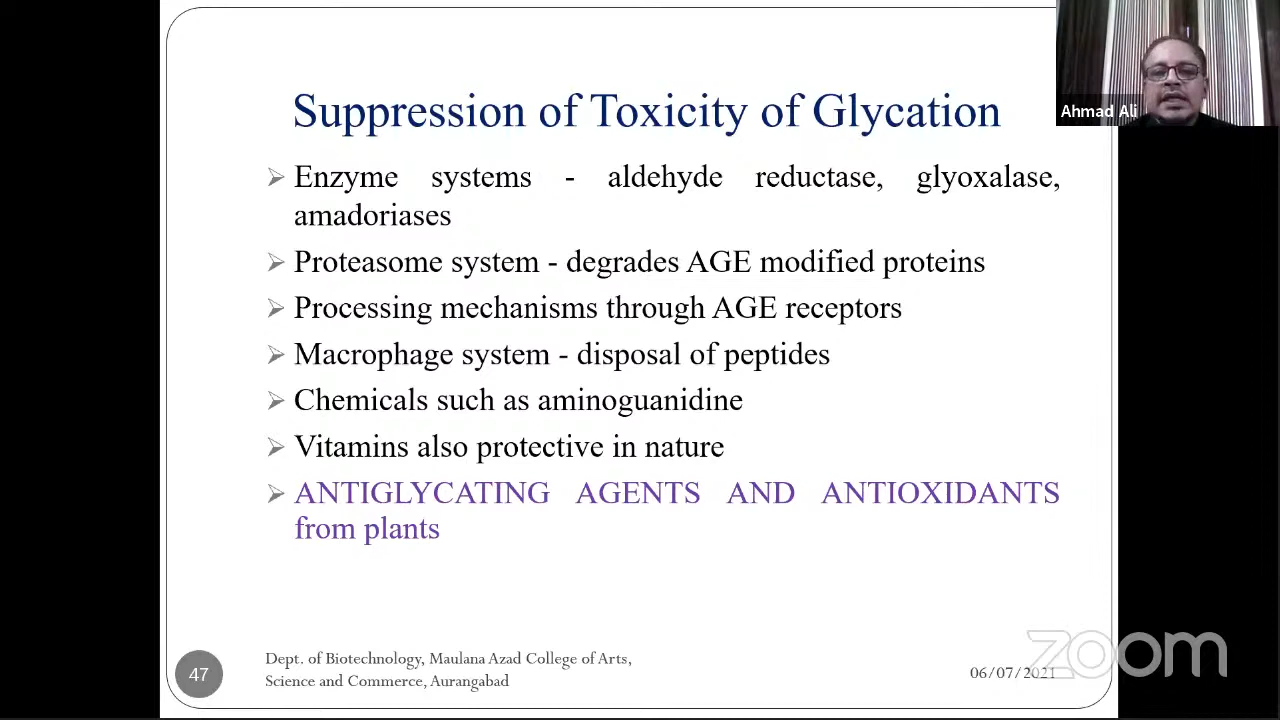 Ahmad Ali
Suppression of Toxicity of Glycation
➢ Enzyme systems - aldehyde reductase, glyoxalase,
amadoriases
➢ Proteasome system - degrades AGE modified proteins
➢ Processing mechanisms through AGE receptors
➢ Macrophage system - disposal of peptides
➢ Chemicals such as aminoguanidine
➢ Vitamins also protective in nature
➢ ANTIGLYCATING AGENTS AND ANTIOXIDANTS
from plants
47
Dept. of Biotechnology, Maulana Azad College of Arts,
Science and Commerce, Aurangabad
06/07/2021
zoom